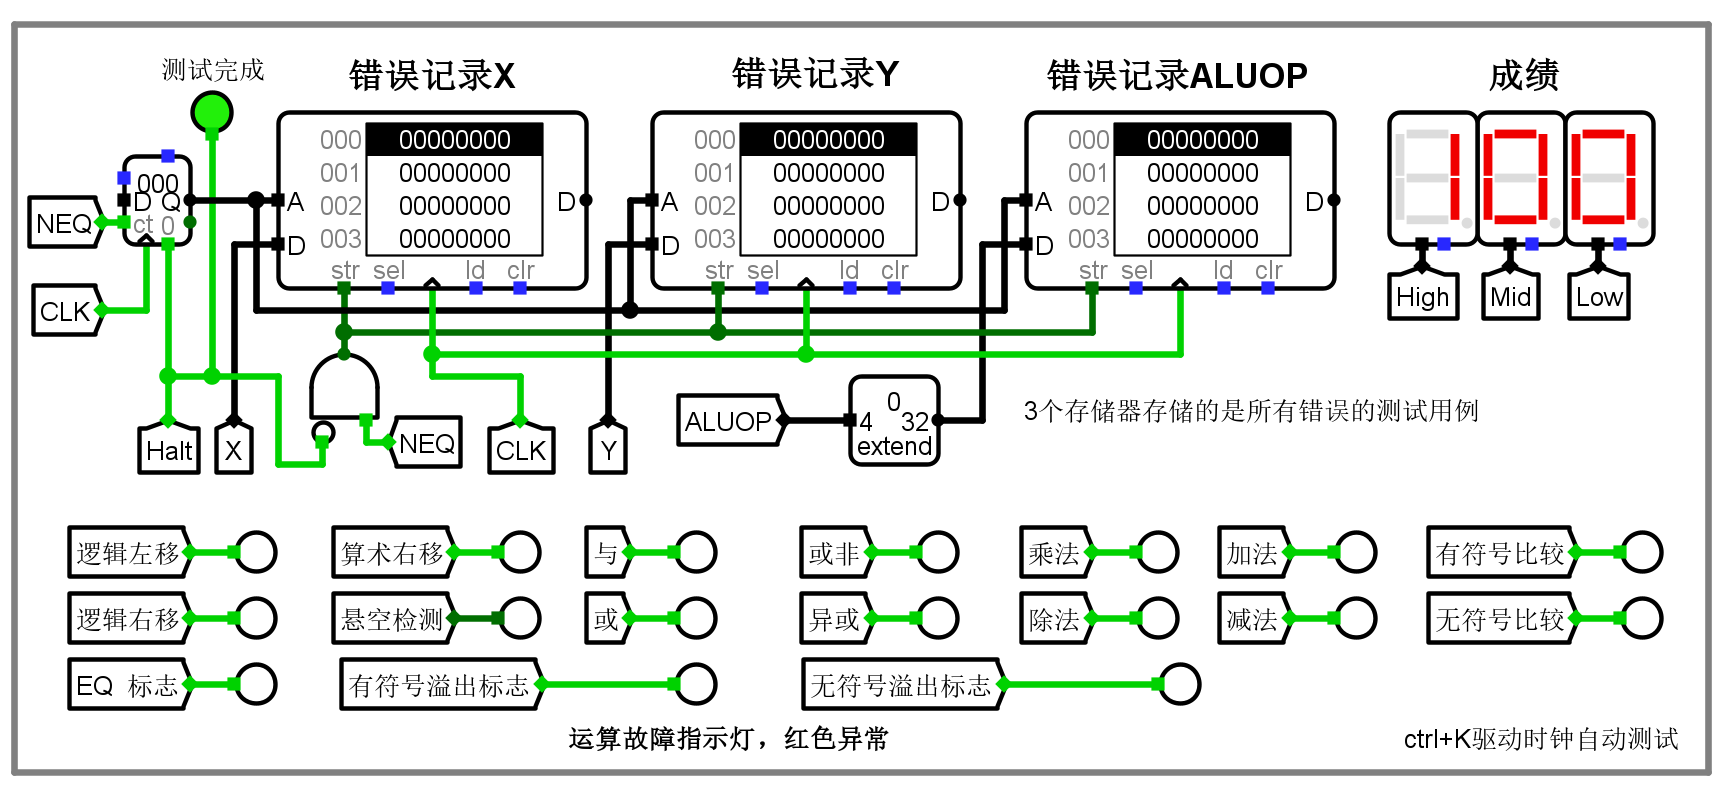 测试完成
错误记录X
错误记录Y
错误记录ALUOP
成绩
000
D Q
ct 0
NEQ
CLK
A
D
000 00000000
001 00000000
002 00000000
003 00000000
D
str sel ld clr
A
D
000 00000000
001 00000000
002 00000000
003 00000000
D
str sel ld clr
A
D
000 00000000
001 00000000
002 00000000
003 00000000
D
str sel ld clr
100
High
Mid
Low
Halt
X
NEQ
CLK
Y
ALUOP
0
4 32
extend
3个存储器存储的是所有错误的测试用例
逻辑左移
算术右移
与
或非
乘法
加法
有符号比较
逻辑右移
悬空检测
或
异或
除法
减法
无符号比较
EQ 标志
有符号溢出标志
无符号溢出标志
运算故障指示灯，红色异常
ctrl+K驱动时钟自动测试